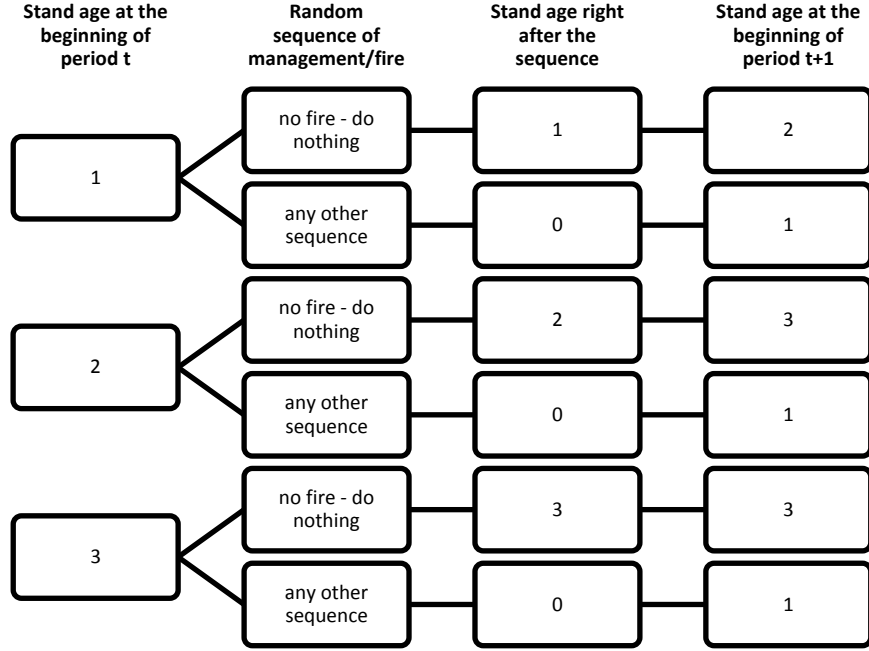 Stand age at the
beginning of
period t
Random
sequence of
management/fire
Stand age right
after the
sequence
Stand age at the
beginning of
period t+1
1
no fire - do
nothing
1
2
any other
sequence
0
1
2
no fire - do
nothing
2
3
any other
sequence
0
1
3
no fire - do
nothing
3
3
any other
sequence
0
1